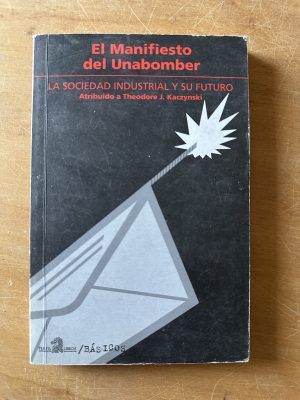 El Manifiesto
del Unabomber
LA SOCIEDAD INDUSTRIAL Y SU FUTURO
Atribuido a Theodore J. Kaczynski
/BÁSICOS